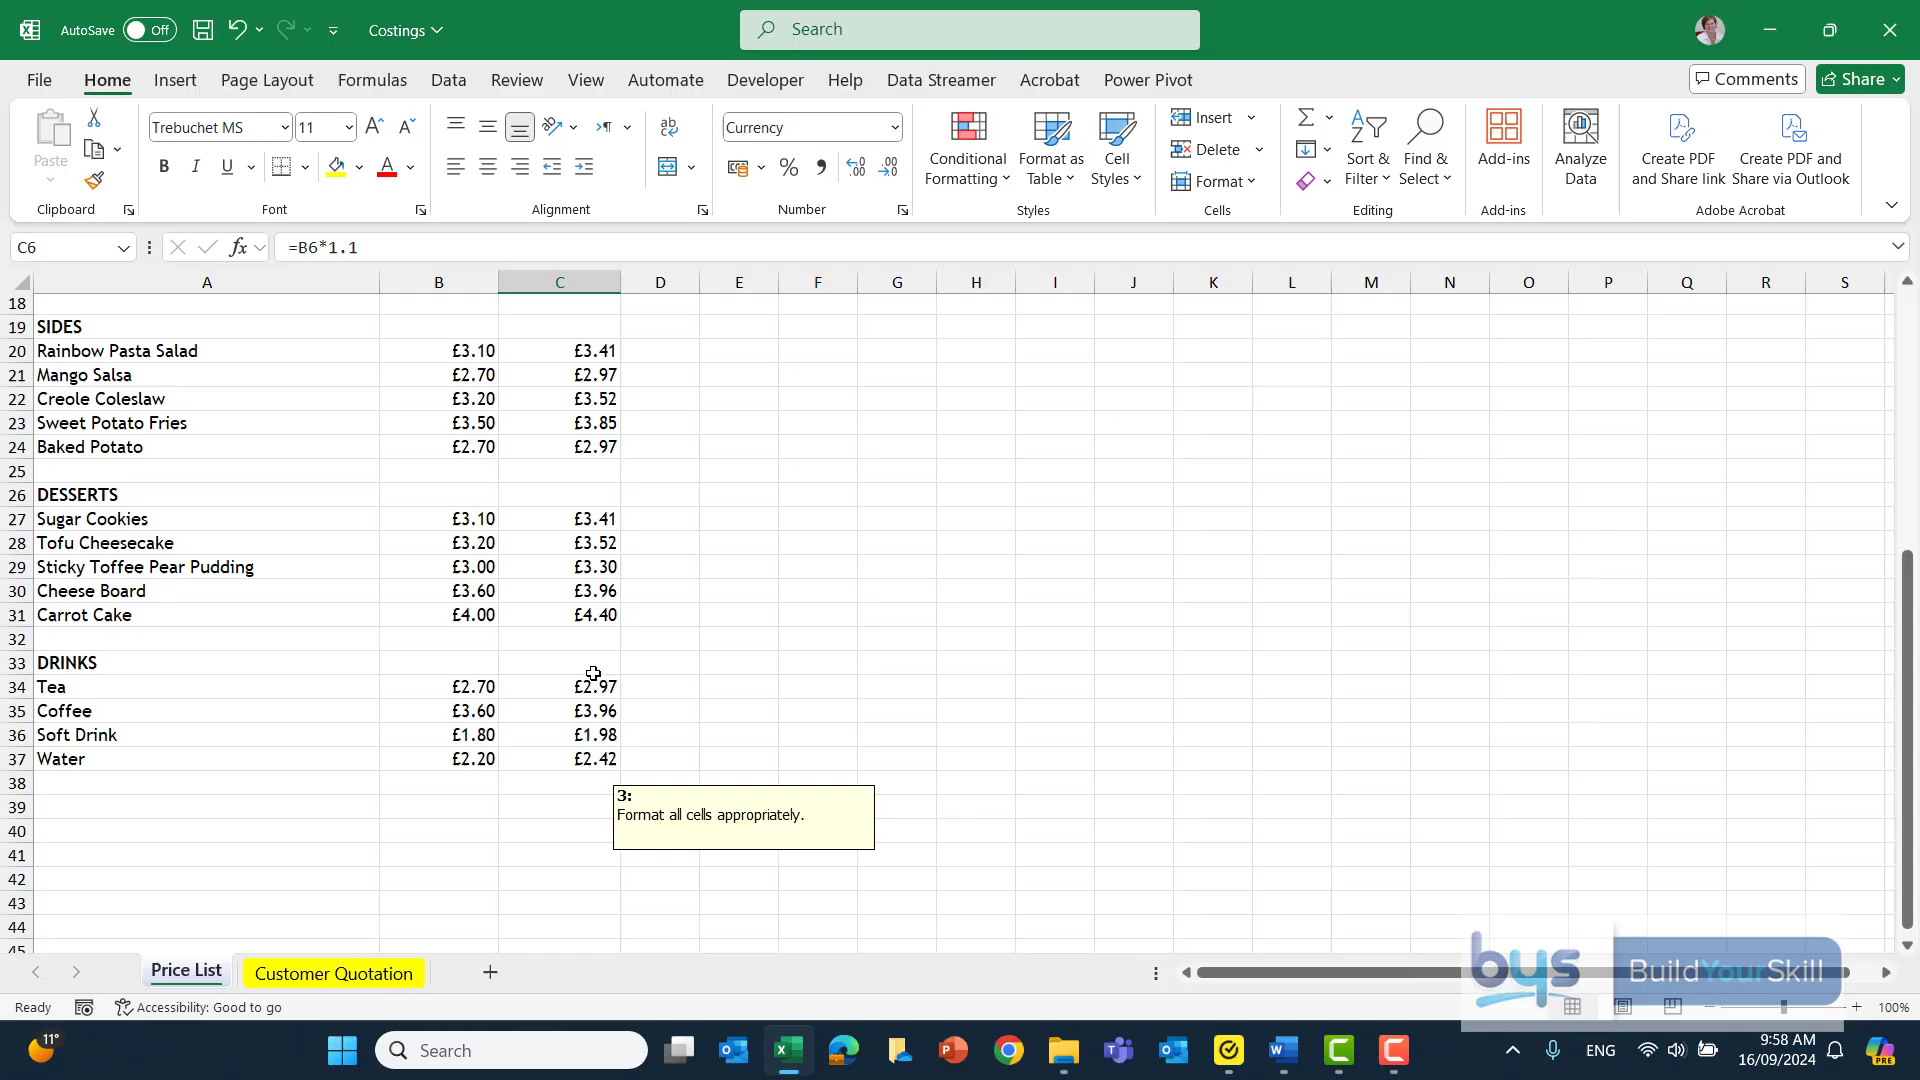 AutoSave Off Costings Search
File Home Insert Page Layout Formulas Data Review View Automate Developer Help Data Streamer Acrobat Power Pivot Comments Share
Paste
Clipboard
Trebuchet MS 11
B I U A
Font
Alignment
Currency
Number
Conditional Formatting
Format as Table
Cell Styles
Styles
Insert
Delete
Format
Cells
Sort & Filter
Find & Select
Editing
Add-ins
Add-ins
Analyze Data
Create PDF and Share link
Create PDF and Share via Outlook
Adobe Acrobat
C6 fx =B6*1.1
A B C D E F G H I J K L M N O P Q R S
18
19 SIDES
20 Rainbow Pasta Salad £3.10 £3.41
21 Mango Salsa £2.70 £2.97
22 Creole Coleslaw £3.20 £3.52
23 Sweet Potato Fries £3.50 £3.85
24 Baked Potato £2.70 £2.97
25
26 DESSERTS
27 Sugar Cookies £3.10 £3.41
28 Tofu Cheesecake £3.20 £3.52
29 Sticky Toffee Pear Pudding £3.00 £3.30
30 Cheese Board £3.60 £3.96
31 Carrot Cake £4.00 £4.40
32
33 DRINKS
34 Tea £2.70 £2.97
35 Coffee £3.60 £3.96
36 Soft Drink £1.80 £1.98
37 Water £2.20 £2.42
38
3:
39
Format all cells appropriately.
40
41
42
43
44
45
bys BuildYourSkill
Price List Customer Quotation
Ready Accessibility: Good to go 100%
11° Search ENG 9:58 AM
16/09/2024
PRE